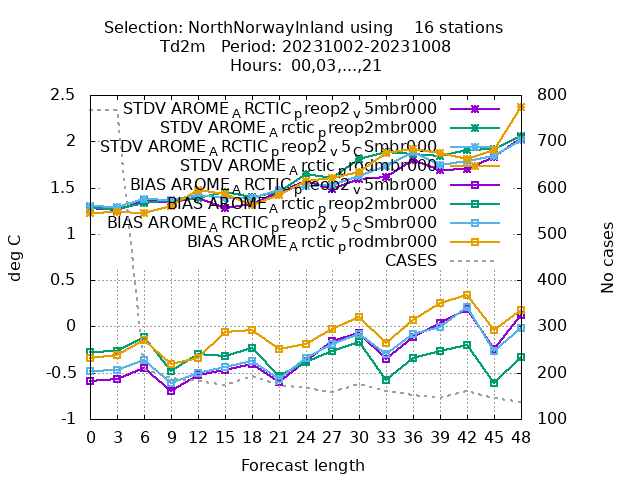 Selection: NorthNorwayInland using 16 stations
Td2m Period: 20231002-20231008
Hours: 00,03,...,21
STDV AROME_ARCTIC_preop2_v5mbr000
STDV AROME_Arctic_preop2mbr000
STDV AROME_ARCTIC_preop2_v5_CSmbr000
STDV AROME_Arctic_prodmbr000
BIAS AROME_ARCTIC_preop2_v5mbr000
BIAS AROME_Arctic_preop2mbr000
BIAS AROME_ARCTIC_preop2_v5_CSmbr000
BIAS AROME_Arctic_prodmbr000
CASES
2.5
2
1.5
1
0.5
0
-0.5
-1
deg C
800
700
600
500
400
300
200
100
No cases
0 3 6 9 12 15 18 21 24 27 30 33 36 39 42 45 48
Forecast length